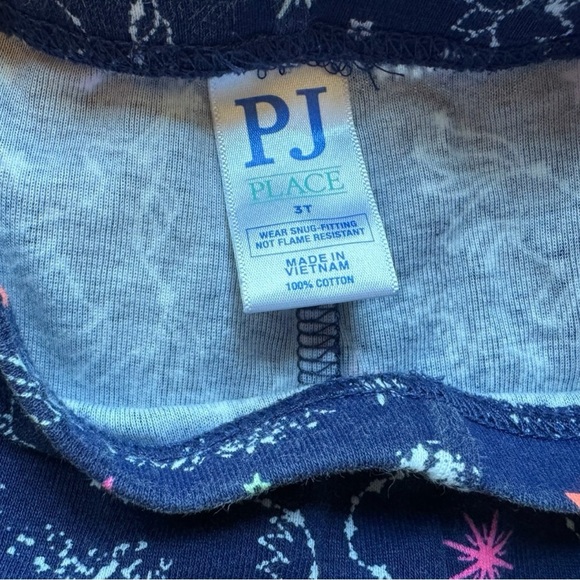 PJ
PLACE
3T
WEAR SNUG-FITTING
NOT FLAME RESISTANT
MADE IN
VIETNAM
100% COTTON